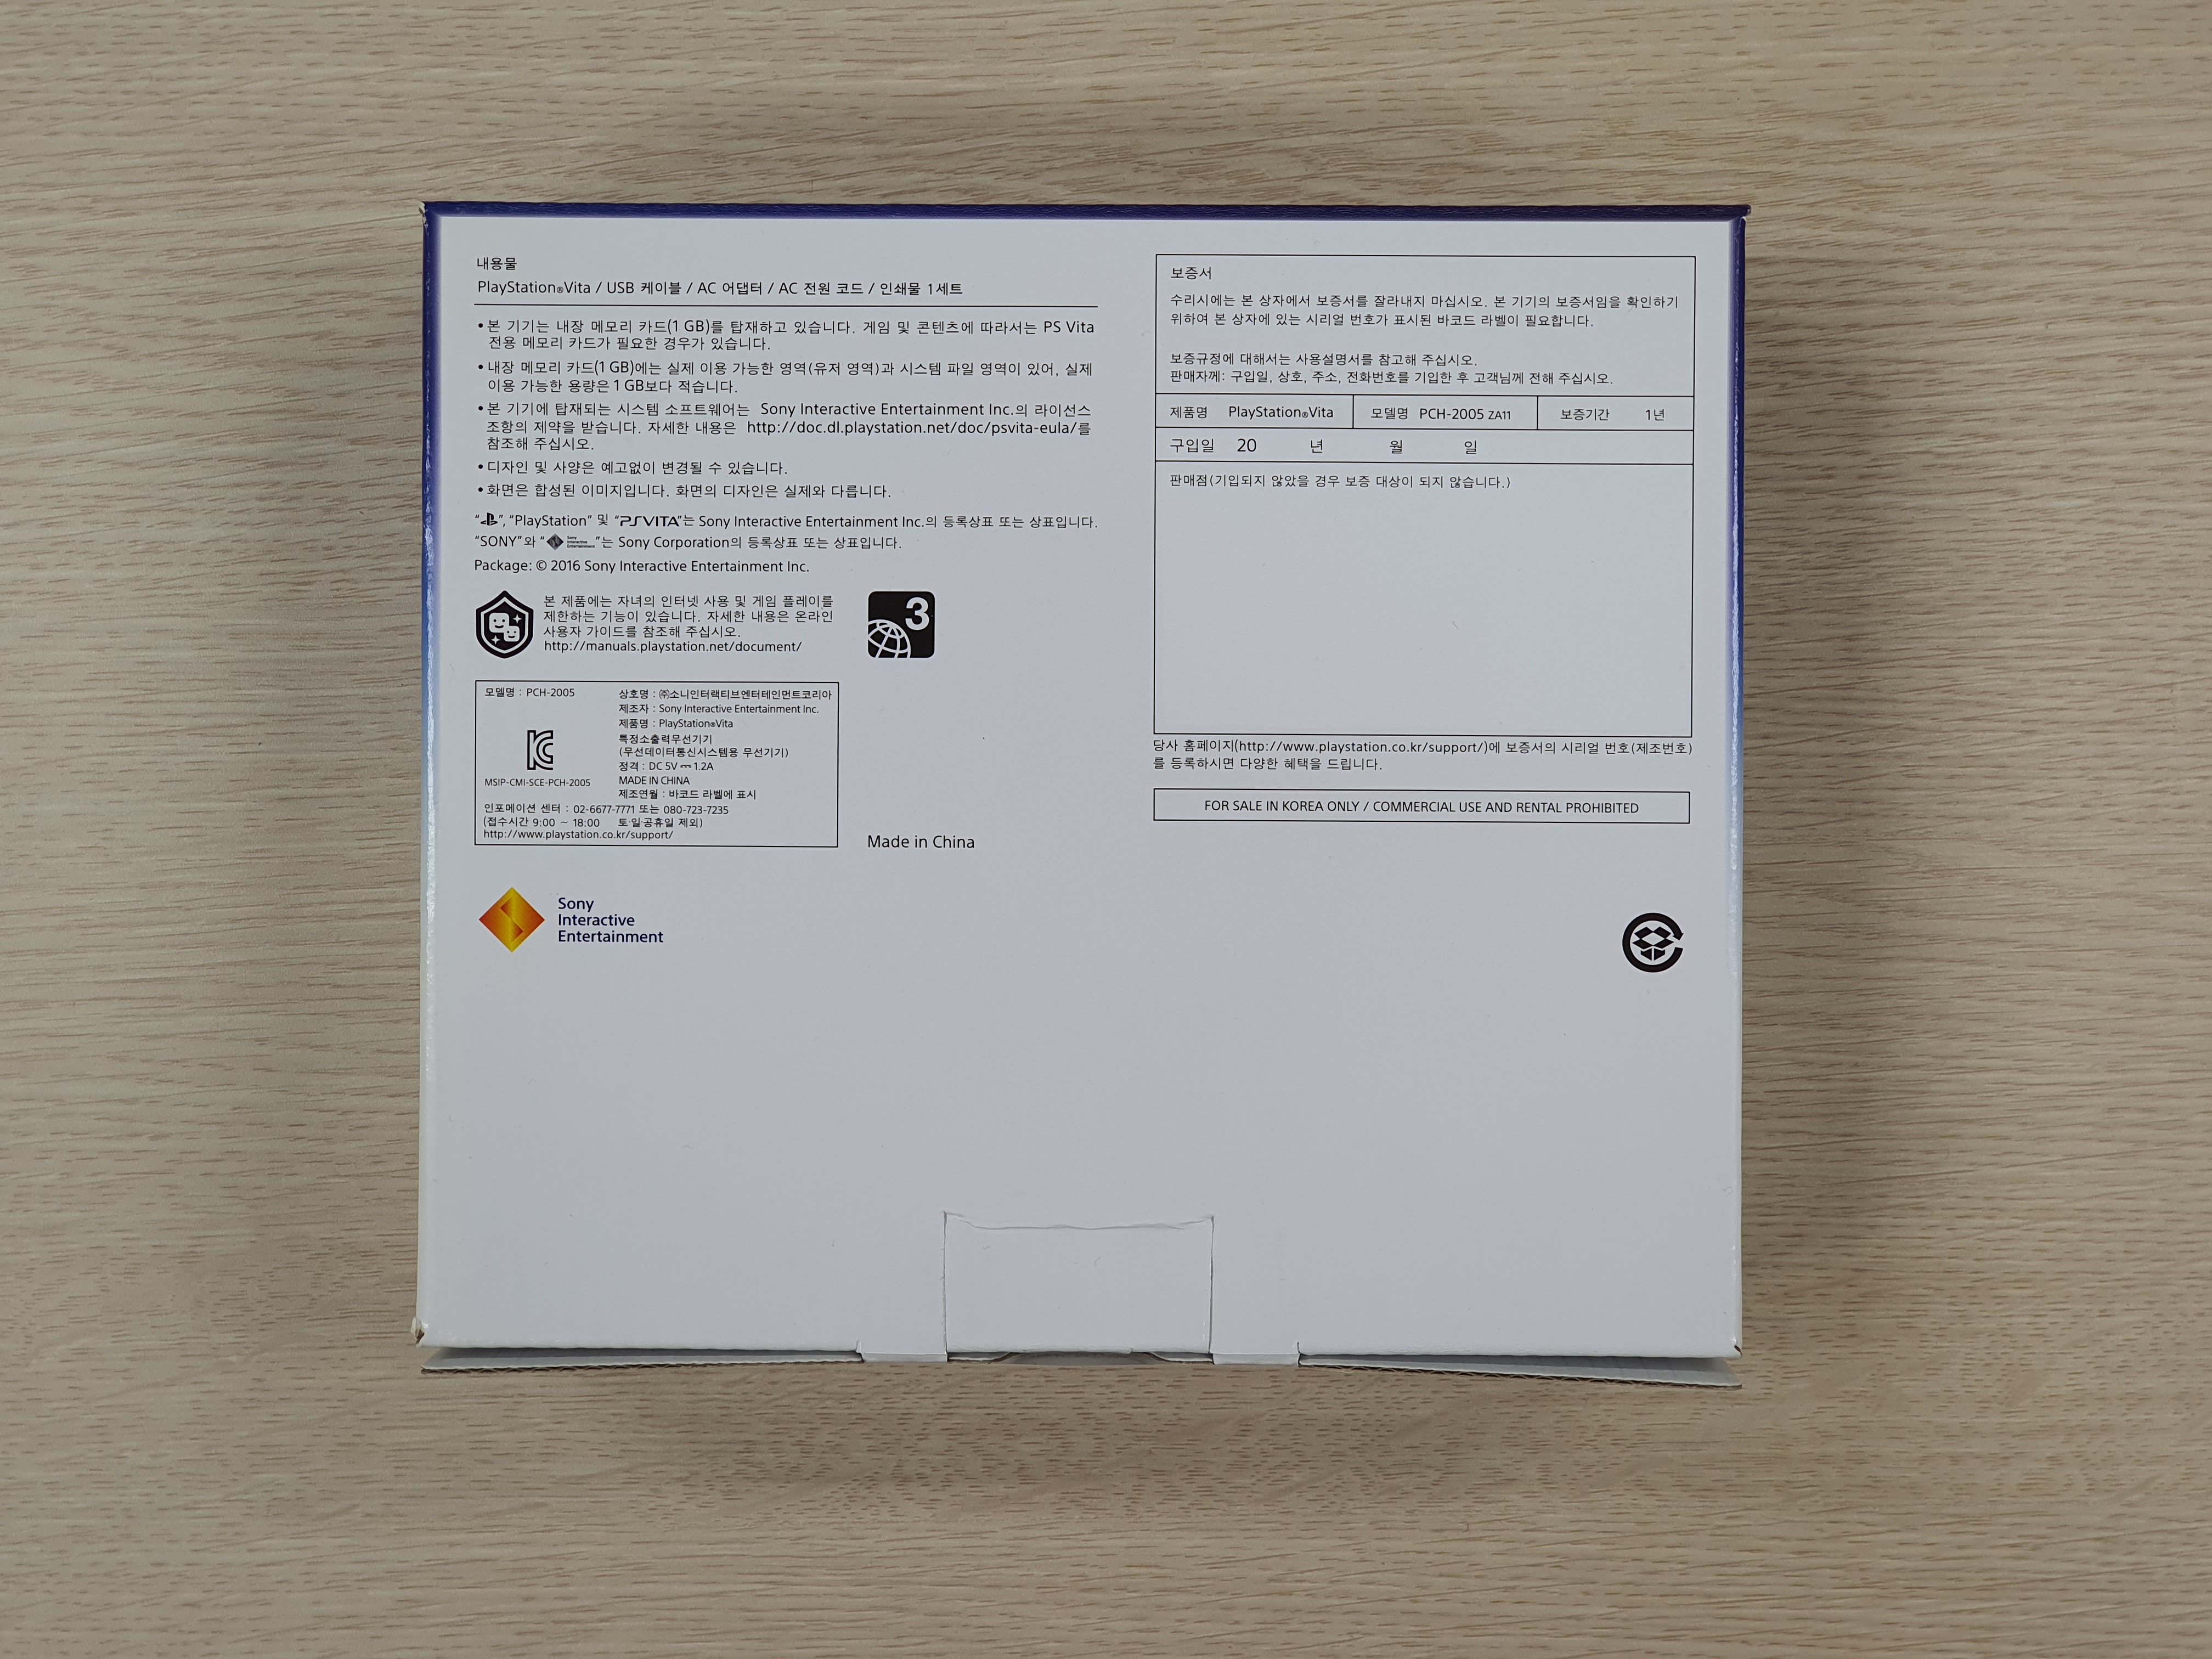 내용물
PlayStation®Vita / USB 케이블 / AC 어댑터 / AC 전원 코드 / 인쇄물 1세트
• 본 기기는 내장 메모리 카드(1 GB)를 탑재하고 있습니다. 게임 및 콘텐츠에 따라서는 PS Vita
전용 메모리 카드가 필요한 경우가 있습니다.
• 내장 메모리 카드(1 GB)에는 실제 이용 가능한 영역(유저 영역)과 시스템 파일 영역이 있어, 실제
이용 가능한 용량은 1 GB보다 적습니다.
• 본 기기에 탑재되는 시스템 소프트웨어는 Sony Interactive Entertainment Inc.의 라이선스
조항의 제약을 받습니다. 자세한 내용은 http://doc.dl.playstation.net/doc/psvita-eula/를
참조해 주십시오.
• 디자인 및 사양은 예고없이 변경될 수 있습니다.
• 화면은 합성된 이미지입니다. 화면의 디자인은 실제와 다릅니다.
“ ”, “PlayStation” 및 “PSVITA”는 Sony Interactive Entertainment Inc.의 등록상표 또는 상표입니다.
“SONY”와 “ Sony Interactive Entertainment ”는 Sony Corporation의 등록상표 또는 상표입니다.
Package: © 2016 Sony Interactive Entertainment Inc.
본 제품에는 자녀의 인터넷 사용 및 게임 플레이를
제한하는 기능이 있습니다. 자세한 내용은 온라인
사용자 가이드를 참조해 주십시오.
http://manuals.playstation.net/document/
3
모델명 : PCH-2005
MSIP-CMI-SCE-PCH-2005
상호명 : ㈜소니인터랙티브엔터테인먼트코리아
제조자 : Sony Interactive Entertainment Inc.
제품명 : PlayStation®Vita
특정소출력무선기기
(무선데이터통신시스템용 무선기기)
정격 : DC 5V ⎓ 1.2A
MADE IN CHINA
제조연월 : 바코드 라벨에 표시
인포메이션 센터 : 02-6677-7771 또는 080-723-7235
(접수시간 9:00 ~ 18:00 토·일·공휴일 제외)
http://www.playstation.co.kr/support/
Made in China
Sony
Interactive
Entertainment
보증서
수리시에는 본 상자에서 보증서를 잘라내지 마십시오. 본 기기의 보증서임을 확인하기
위하여 본 상자에 있는 시리얼 번호가 표시된 바코드 라벨이 필요합니다.
보증규정에 대해서는 사용설명서를 참고해 주십시오.
판매자께: 구입일, 상호, 주소, 전화번호를 기입한 후 고객님께 전해 주십시오.
제품명 PlayStation®Vita 모델명 PCH-2005 ZA11 보증기간 1년
구입일 20 년 월 일
판매점(기입되지 않았을 경우 보증 대상이 되지 않습니다.)
당사 홈페이지(http://www.playstation.co.kr/support/)에 보증서의 시리얼 번호(제조번호)
를 등록하시면 다양한 혜택을 드립니다.
FOR SALE IN KOREA ONLY / COMMERCIAL USE AND RENTAL PROHIBITED